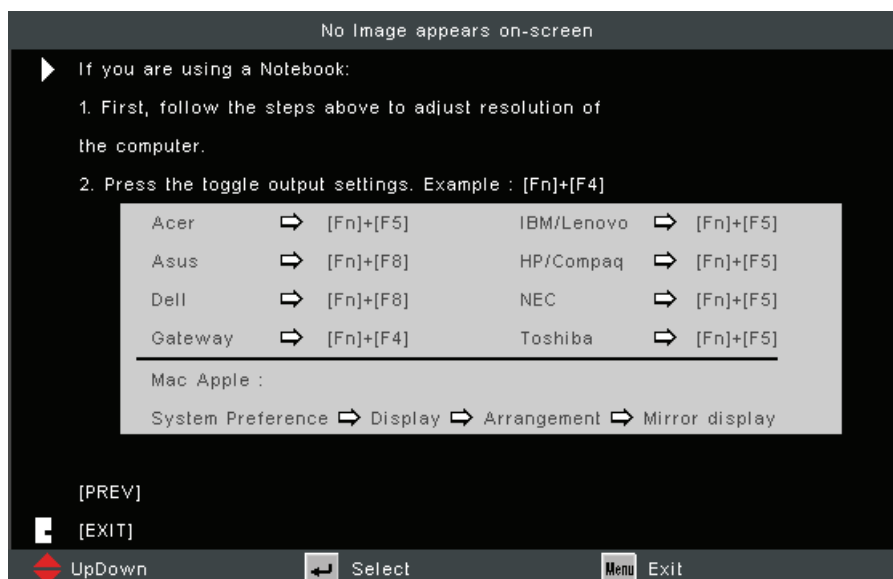 No Image appears on-screen
If you are using a Notebook:
1. First, follow the steps above to adjust resolution of
the computer.
2. Press the toggle output settings. Example : [Fn]+[F4]
Acer ⇨ [Fn]+[F5] IBM/Lenovo ⇨ [Fn]+[F5]
Asus ⇨ [Fn]+[F8] HP/Compaq ⇨ [Fn]+[F5]
Dell ⇨ [Fn]+[F8] NEC ⇨ [Fn]+[F5]
Gateway ⇨ [Fn]+[F4] Toshiba ⇨ [Fn]+[F5]
Mac Apple :
System Preference ⇨ Display ⇨ Arrangement ⇨ Mirror display
[PREV]
[EXIT]
UpDown Select Menu Exit